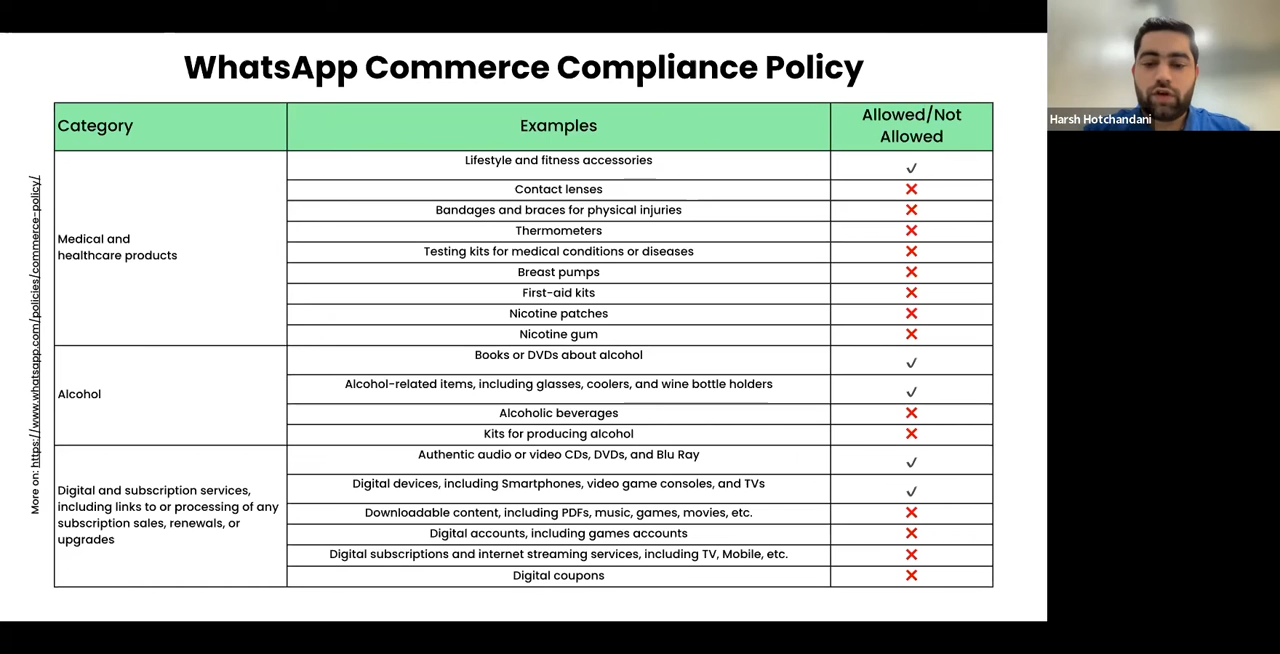 WhatsApp Commerce Compliance Policy
Category
Examples
Allowed/Not
Allowed
Medical and
healthcare products
Lifestyle and fitness accessories
✓
Contact lenses
❌
Bandages and braces for physical injuries
❌
Thermometers
❌
Testing kits for medical conditions or diseases
❌
Breast pumps
❌
First-aid kits
❌
Nicotine patches
❌
Nicotine gum
❌
Alcohol
Books or DVDs about alcohol
✓
Alcohol-related items, including glasses, coolers, and wine bottle holders
✓
Alcoholic beverages
❌
Kits for producing alcohol
❌
Digital and subscription services,
including links to or processing of any
subscription sales, renewals, or
upgrades
Authentic audio or video CDs, DVDs, and Blu Ray
✓
Digital devices, including Smartphones, video game consoles, and TVs
✓
Downloadable content, including PDFs, music, games, movies, etc.
❌
Digital accounts, including games accounts
❌
Digital subscriptions and internet streaming services, including TV, Mobile, etc.
❌
Digital coupons
❌
More on: https://www.whatsapp.com/policies/commerce-policy/
Harsh Hotchandani